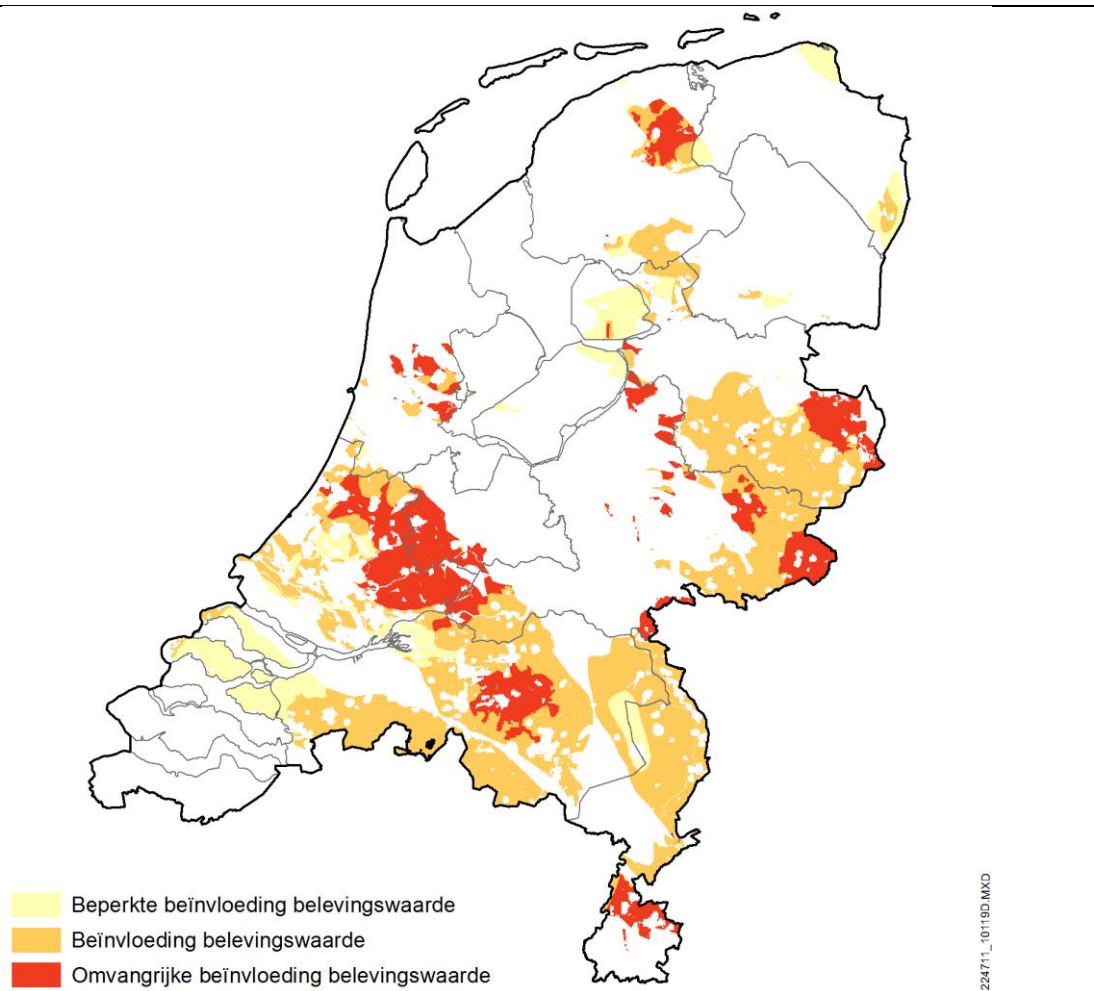 Beperkte beïnvloeding belevingswaarde
Beïnvloeding belevingswaarde
Omvangrijke beïnvloeding belevingswaarde
224711_10119D.MXD